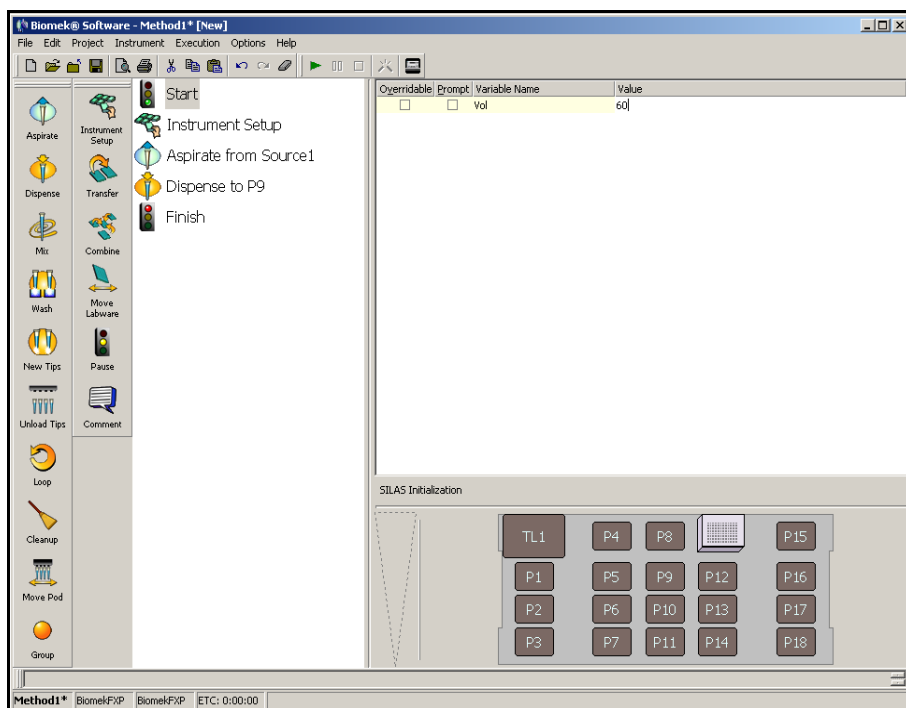 Biomek® Software - Method1* [New]
File Edit Project Instrument Execution Options Help
Aspirate
Dispense
Mix
Wash
New Tips
Unload Tips
Loop
Cleanup
Move Pod
Group
Instrument
Setup
Transfer
Combine
Move
Labware
Pause
Comment
Start
Instrument Setup
Aspirate from Source1
Dispense to P9
Finish
Overridable Prompt Variable Name Value
Vol 60
SILAS Initialization
TL1 P4 P8 P15
P1 P5 P9 P12 P16
P2 P6 P10 P13 P17
P3 P7 P11 P14 P18
Method1* BiomekFXP BiomekFXP ETC: 0:00:00